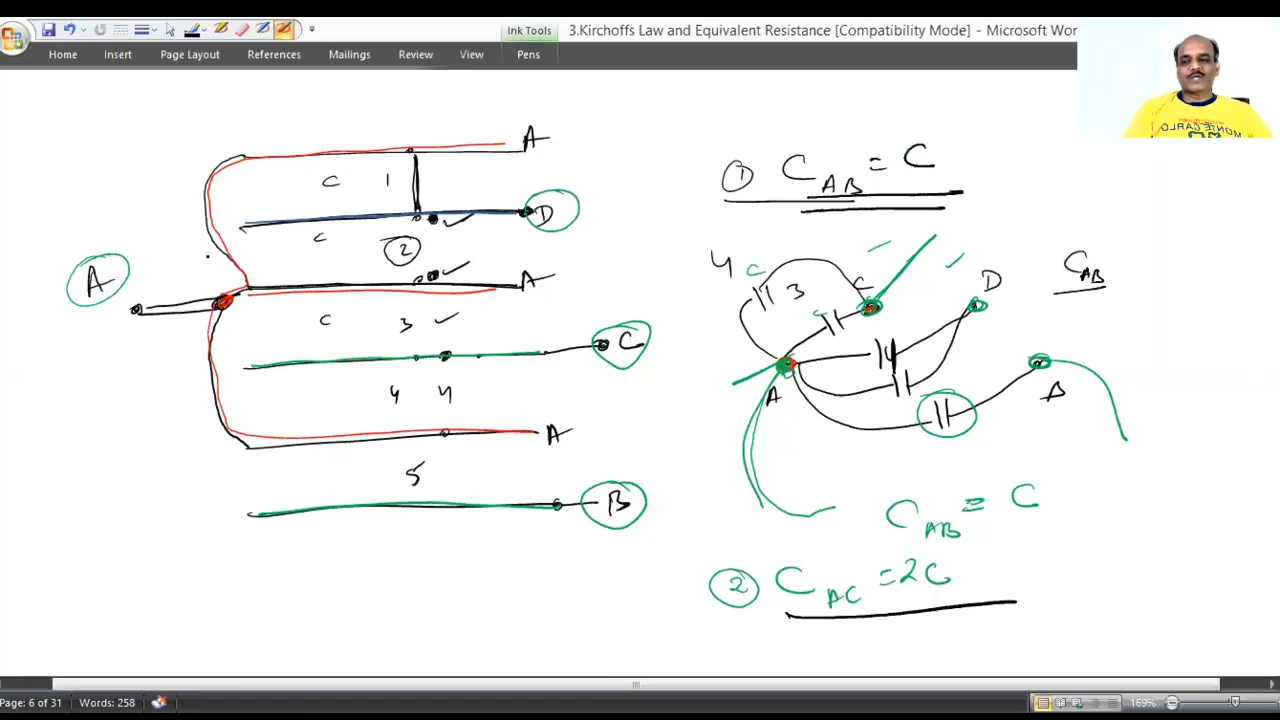 Ink Tools
3.Kirchoffs Law and Equivalent Resistance [Compatibility Mode] - Microsoft Wor
Home Insert Page Layout References Mailings Review View Pens
MONTE CARLO
A
C 1
D
C 2
A
A
C 3
C
4 4
A
5
B
① C_AB = C
4 C 3 C C
D
C_AB
A
B
C_AB = C
② C_AC = 2C
Page: 6 of 31 Words: 258 169%